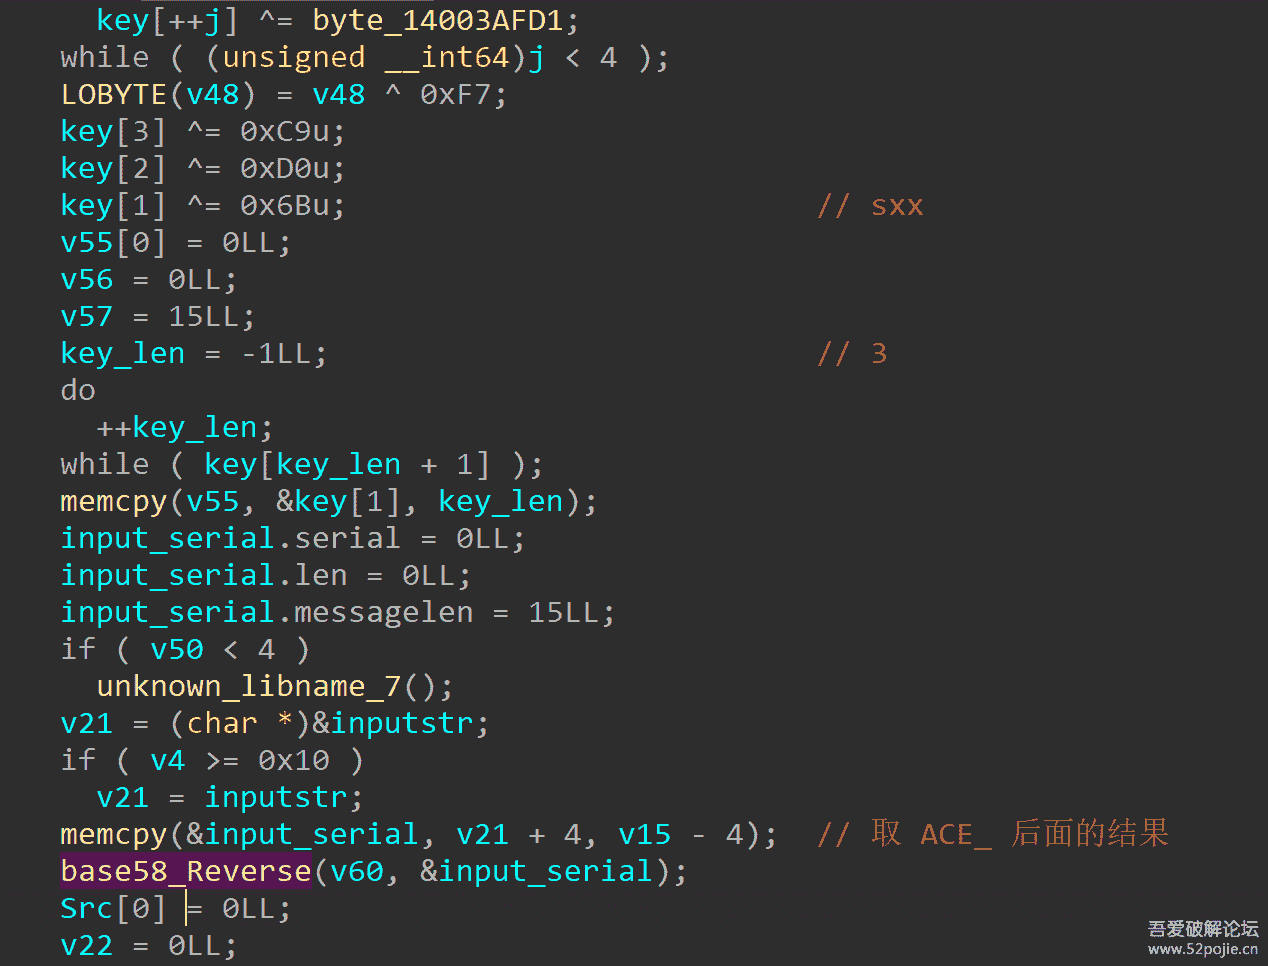 key[++j] ^= byte_14003AFD1;
while ( (unsigned __int64)j < 4 );
LOBYTE(v48) = v48 ^ 0xF7;
key[3] ^= 0xC9u;
key[2] ^= 0xD0u;
key[1] ^= 0x6Bu; // sxx
v55[0] = 0LL;
v56 = 0LL;
v57 = 15LL;
key_len = -1LL; // 3
do
++key_len;
while ( key[key_len + 1] );
memcpy(v55, &key[1], key_len);
input_serial.serial = 0LL;
input_serial.len = 0LL;
input_serial.messagelen = 15LL;
if ( v50 < 4 )
unknown_libname_7();
v21 = (char *)&inputstr;
if ( v4 >= 0x10 )
v21 = inputstr;
memcpy(&input_serial, v21 + 4, v15 - 4); // 取 ACE_ 后面的结果
base58_Reverse(v60, &input_serial);
Src[0] = 0LL;
v22 = 0LL;
吾爱破解论坛
www.52pojie.cn